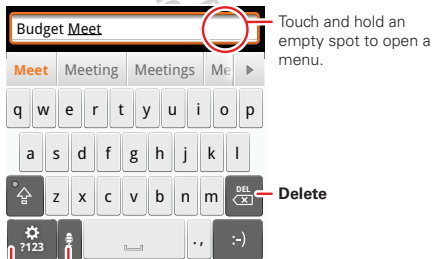 Budget Meet
Touch and hold an
empty spot to open a
menu.
Meet Meeting Meetings Me
q w e r t y u i o p
a s d f g h j k l
z x c v b n m DEL
Delete
?123 ., :-)